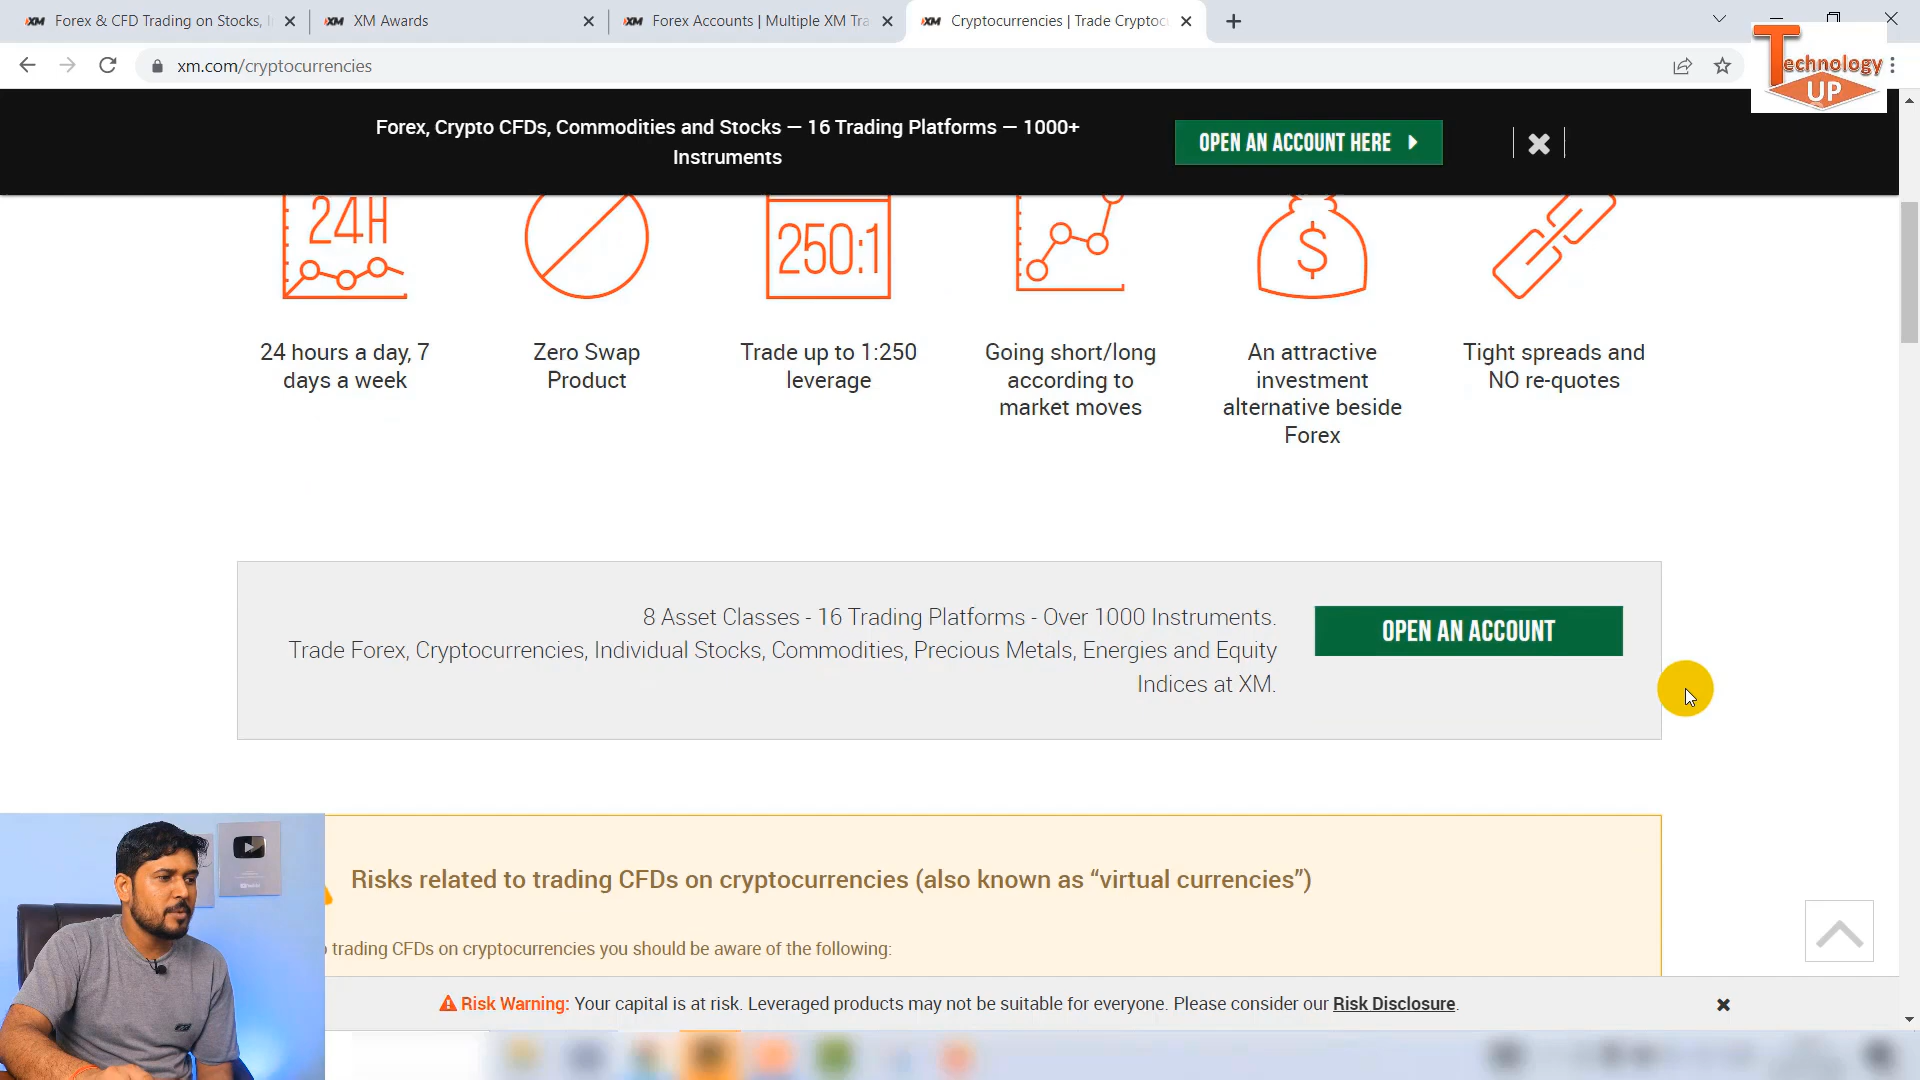 Forex & CFD Trading on Stocks, I
XM Awards
Forex Accounts | Multiple XM Tra
Cryptocurrencies | Trade Cryptoc
xm.com/cryptocurrencies
Technology
UP
Forex, Crypto CFDs, Commodities and Stocks — 16 Trading Platforms — 1000+
Instruments
OPEN AN ACCOUNT HERE
24H
250:1
$
24 hours a day, 7
days a week
Zero Swap
Product
Trade up to 1:250
leverage
Going short/long
according to
market moves
An attractive
investment
alternative beside
Forex
Tight spreads and
NO re-quotes
8 Asset Classes - 16 Trading Platforms - Over 1000 Instruments.
Trade Forex, Cryptocurrencies, Individual Stocks, Commodities, Precious Metals, Energies and Equity
Indices at XM.
OPEN AN ACCOUNT
Risks related to trading CFDs on cryptocurrencies (also known as “virtual currencies”)
trading CFDs on cryptocurrencies you should be aware of the following:
Risk Warning: Your capital is at risk. Leveraged products may not be suitable for everyone. Please consider our Risk Disclosure.